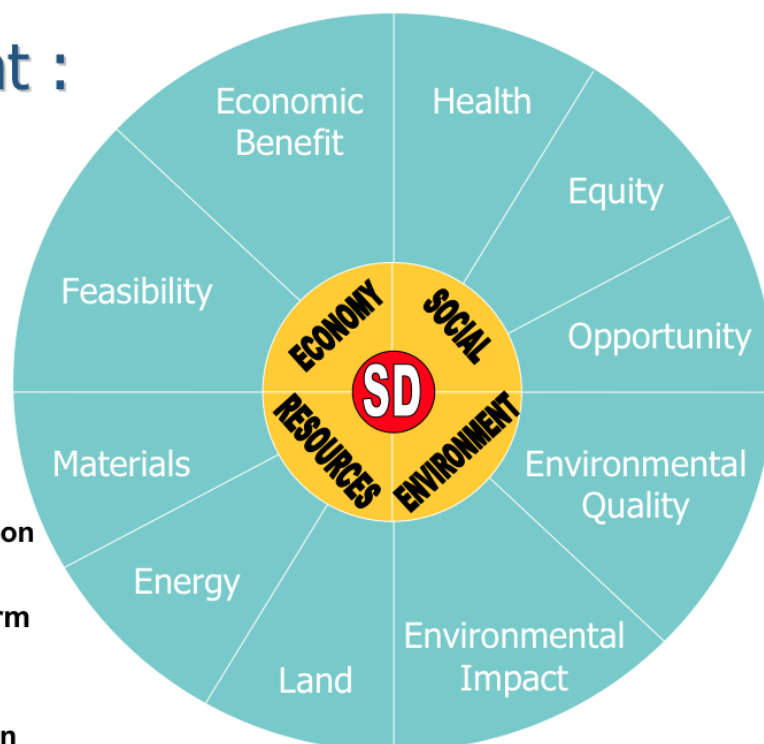 nt :
Economic
Benefit
Health
Equity
Feasibility
Opportunity
ECONOMY
SOCIAL
SD
RESOURCES
ENVIRONMENT
Materials
Environmental
Quality
on
Energy
rm
Environmental
Impact
Land
n